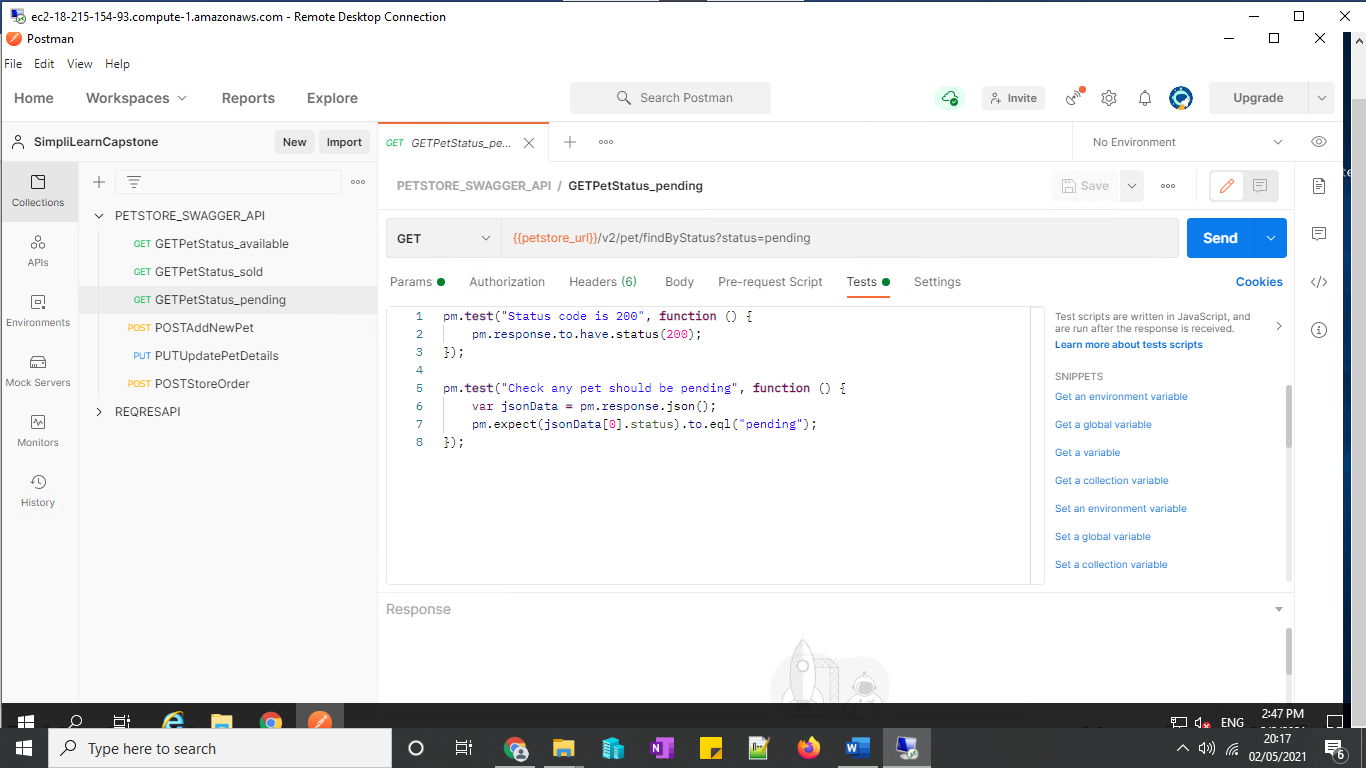 ec2-18-215-154-93.compute-1.amazonaws.com - Remote Desktop Connection
Postman
File Edit View Help
Home Workspaces Reports Explore Search Postman Invite Upgrade
SimpliLearnCapstone New Import GET GETPetStatus_pe... No Environment
Collections
APIs
Environments
Mock Servers
Monitors
History
PETSTORE_SWAGGER_API
GET GETPetStatus_available
GET GETPetStatus_sold
GET GETPetStatus_pending
POST POSTAddNewPet
PUT PUTUpdatePetDetails
POST POSTStoreOrder
REQRESAPI
PETSTORE_SWAGGER_API / GETPetStatus_pending Save
GET {{petstore_url}}/v2/pet/findByStatus?status=pending Send
Params Authorization Headers (6) Body Pre-request Script Tests Settings Cookies
1 pm.test("Status code is 200", function () {
2 pm.response.to.have.status(200);
3 });
4
5 pm.test("Check any pet should be pending", function () {
6 var jsonData = pm.response.json();
7 pm.expect(jsonData[0].status).to.eql("pending");
8 });
Test scripts are written in JavaScript, and
are run after the response is received.
Learn more about tests scripts
SNIPPETS
Get an environment variable
Get a global variable
Get a variable
Get a collection variable
Set an environment variable
Set a global variable
Set a collection variable
Response
ENG 2:47 PM
Type here to search
20:17
02/05/2021
6